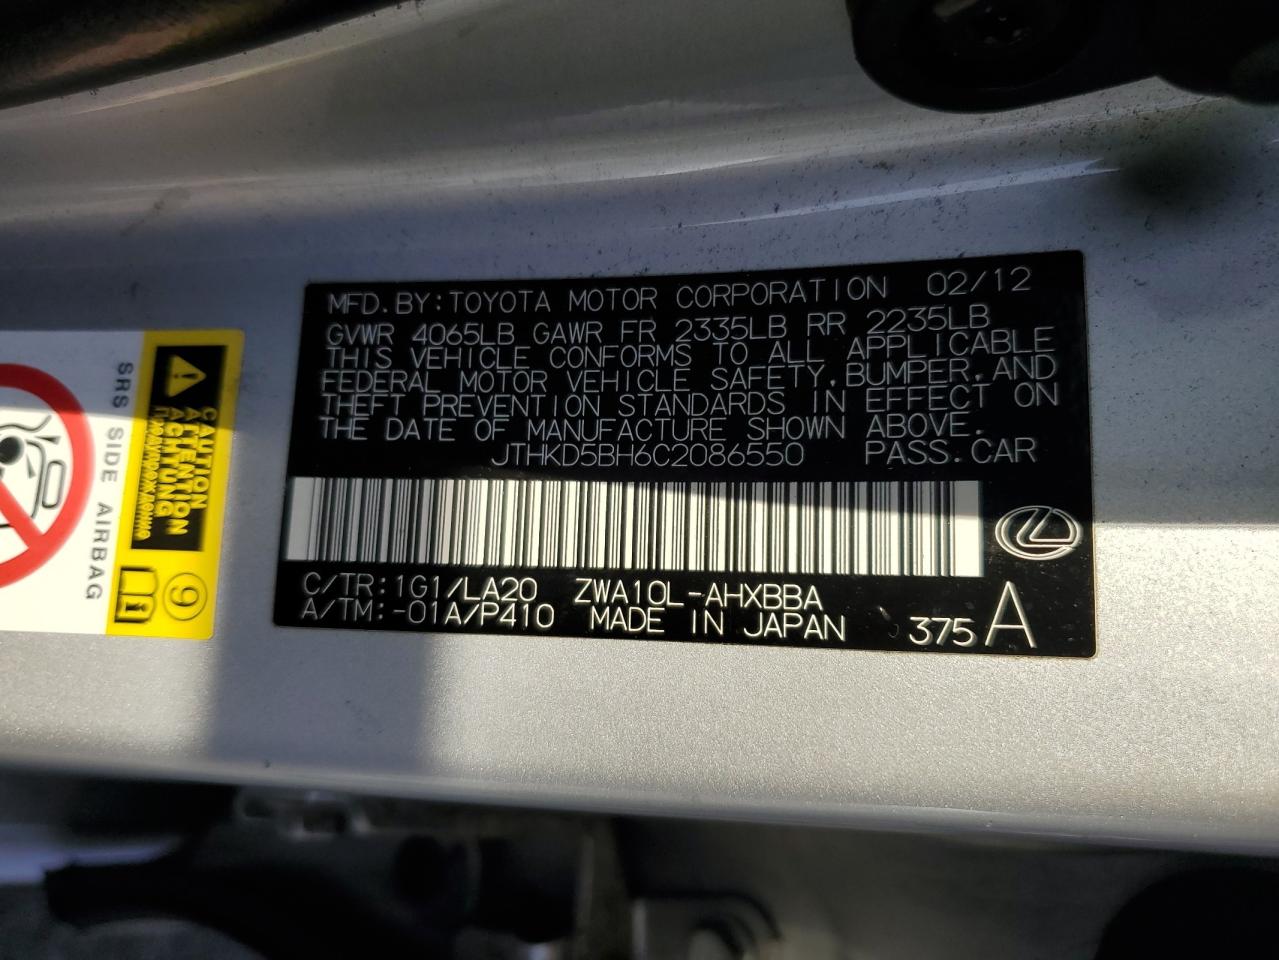 MFD.BY:TOYOTA MOTOR CORPORATION 02/12
GVWR 4065LB GAWR FR 2335LB RR 2235LB
THIS VEHICLE CONFORMS TO ALL APPLICABLE
FEDERAL MOTOR VEHICLE SAFETY,BUMPER,AND
THEFT PREVENTION STANDARDS IN EFFECT ON
THE DATE OF MANUFACTURE SHOWN ABOVE.
JTHKD5BH6C2086550 PASS.CAR
C/TR:1G1/LA20 ZWA10L-AHXBBA
A/TM:-01A/P410 MADE IN JAPAN 375 A
SRS SIDE AIRBAG
CAUTION
ATTENTION
ACHTUNG
9